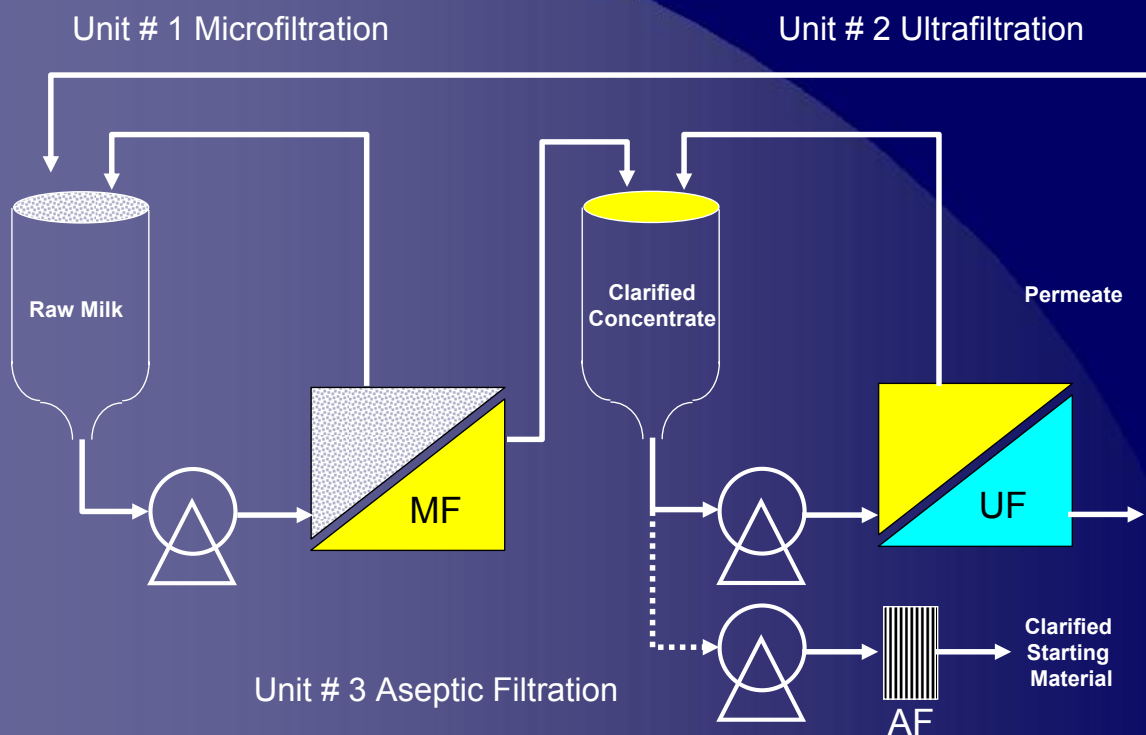 Unit # 1 Microfiltration
Unit # 2 Ultrafiltration
Raw Milk
Clarified
Concentrate
Permeate
MF
UF
Clarified
Starting
Material
Unit # 3 Aseptic Filtration
AF